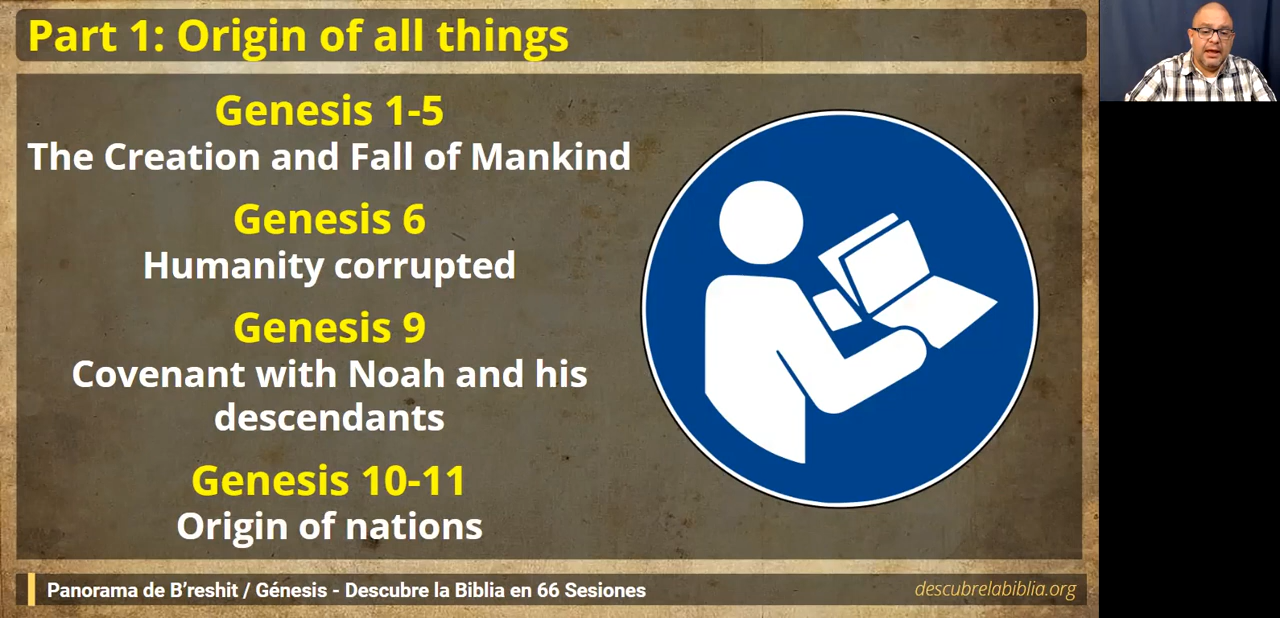 Part 1: Origin of all things
Genesis 1-5
The Creation and Fall of Mankind
Genesis 6
Humanity corrupted
Genesis 9
Covenant with Noah and his
descendants
Genesis 10-11
Origin of nations
Panorama de B’reshit / Génesis - Descubre la Biblia en 66 Sesiones
descubrelabiblia.org